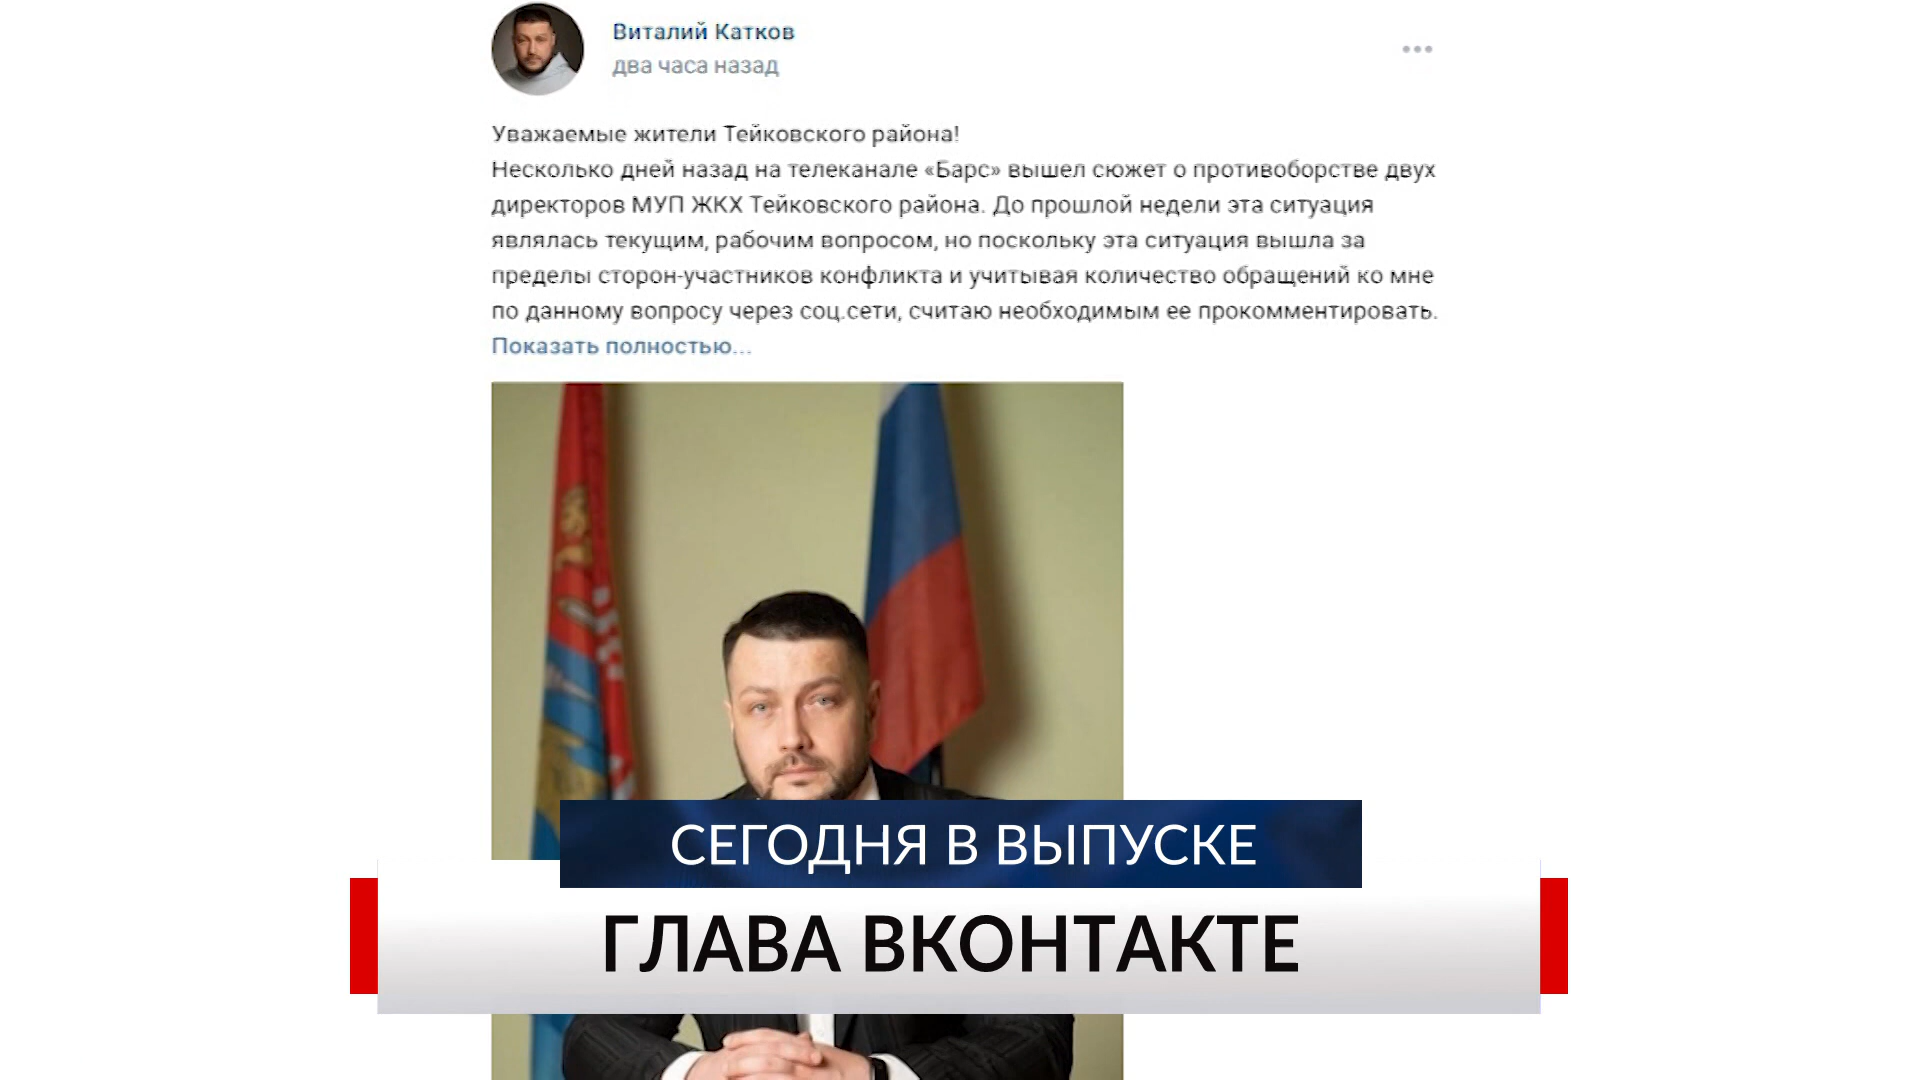 Виталий Катков
два часа назад
Уважаемые жители Тейковского района!
Несколько дней назад на телеканале «Барс» вышел сюжет о противоборстве двух
директоров МУП ЖКХ Тейковского района. До прошлой недели эта ситуация
являлась текущим, рабочим вопросом, но поскольку эта ситуация вышла за
пределы сторон-участников конфликта и учитывая количество обращений ко мне
по данному вопросу через соц.сети, считаю необходимым ее прокомментировать.
Показать полностью...
СЕГОДНЯ В ВЫПУСКЕ
ГЛАВА ВКОНТАКТЕ